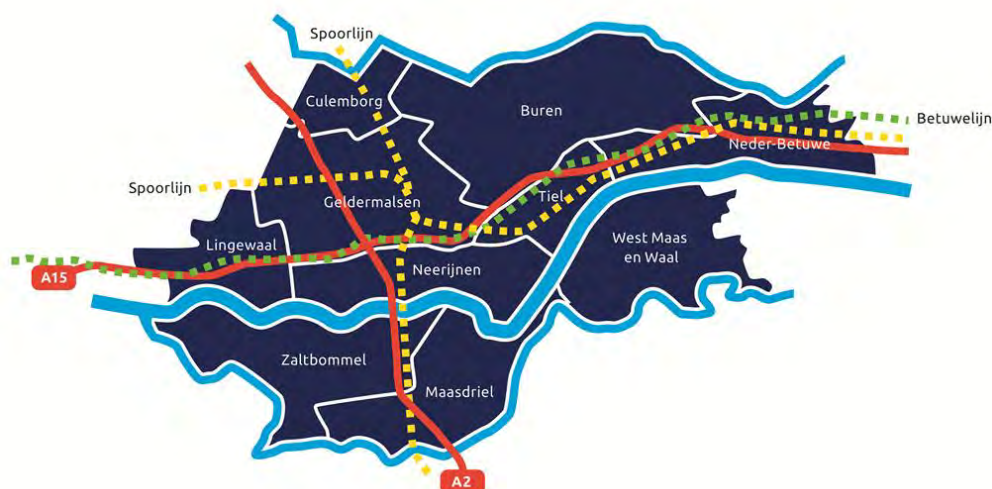 Spoorlijn
Culemborg
Buren
Betuwelijn
Neder-Betuwe
Spoorlijn
Geldermalsen
Tiel
Lingewaal
West Maas
en Waal
A15
Neerijnen
Zaltbommel
Maasdriel
A2